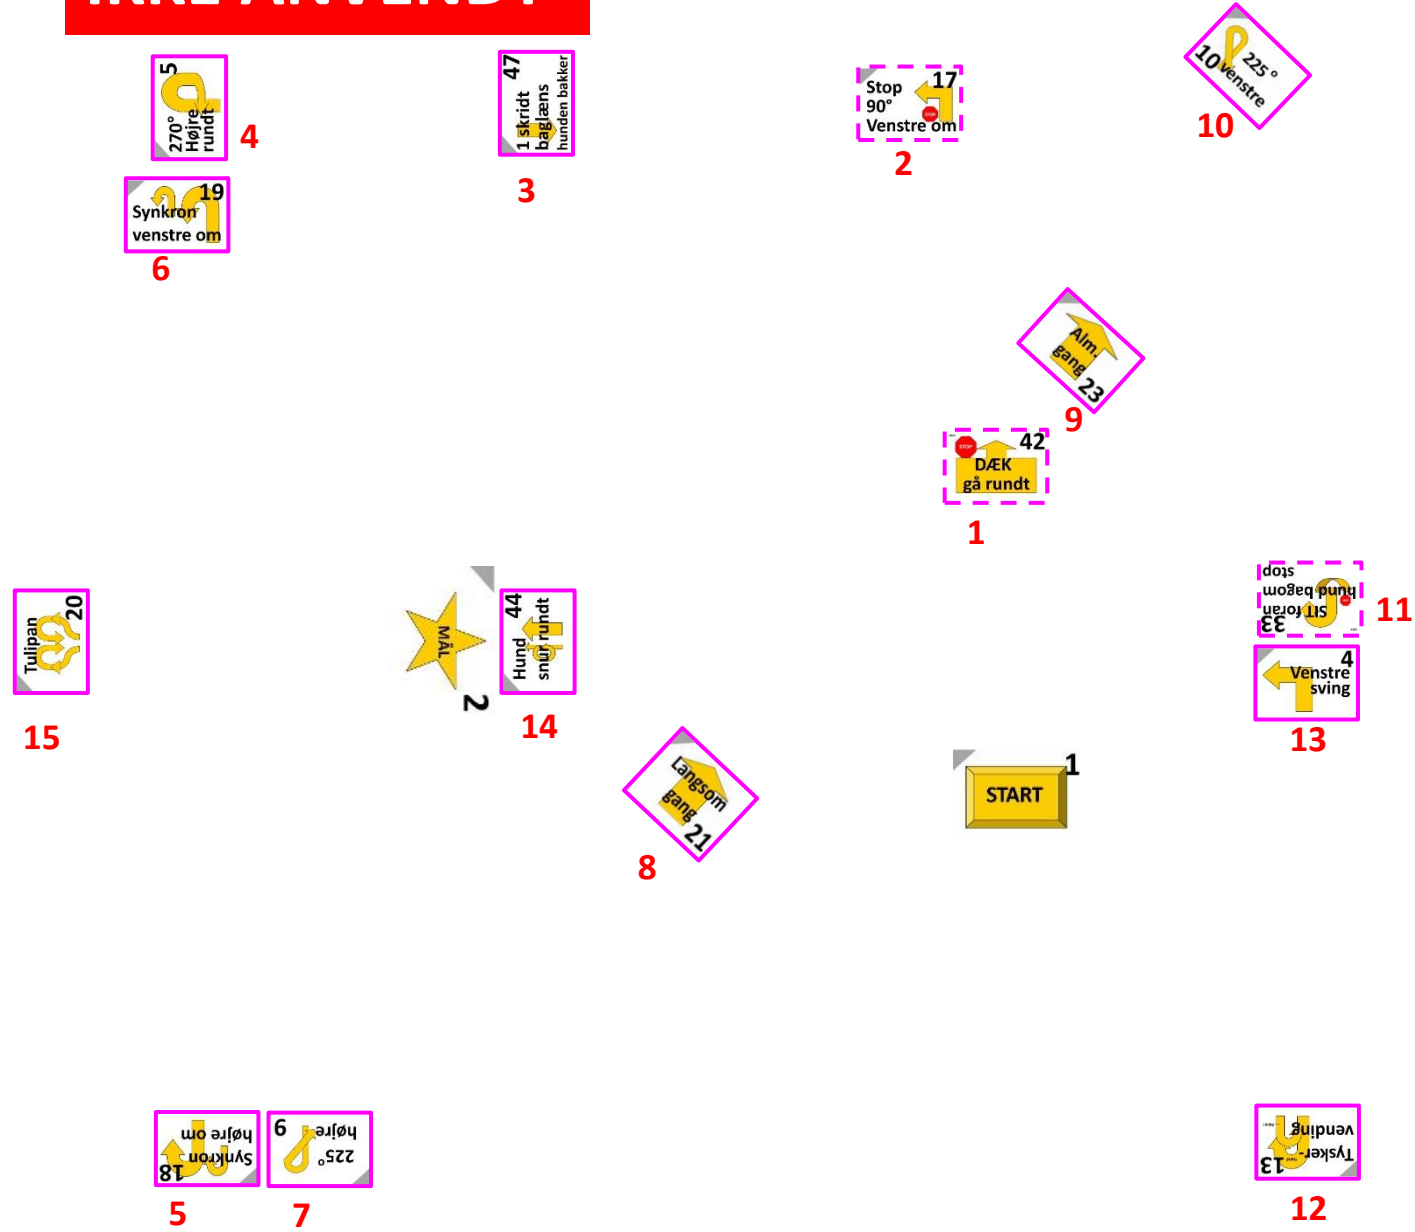 IKKE ANVENDT
5
270°
Højre
rundt
4
47
1 skridt
baglæns
hunden bakker
3
17
Stop
90°
STOP
Venstre om
2
10
225°
Venstre
10
19
Synkron
venstre om
6
Alm.
gang
23
9
STOP
42
DÆK
gå rundt
1
33
SIT foran
hund bagom
stop
11
20
Tulipan
15
MÅL
2
44
Hund
snur rundt
14
4
Venstre
sving
13
Langsom
gang
21
8
1
START
18
Synkron
højre om
5
225°
højre
9
7
13
Tysker-
vending
12